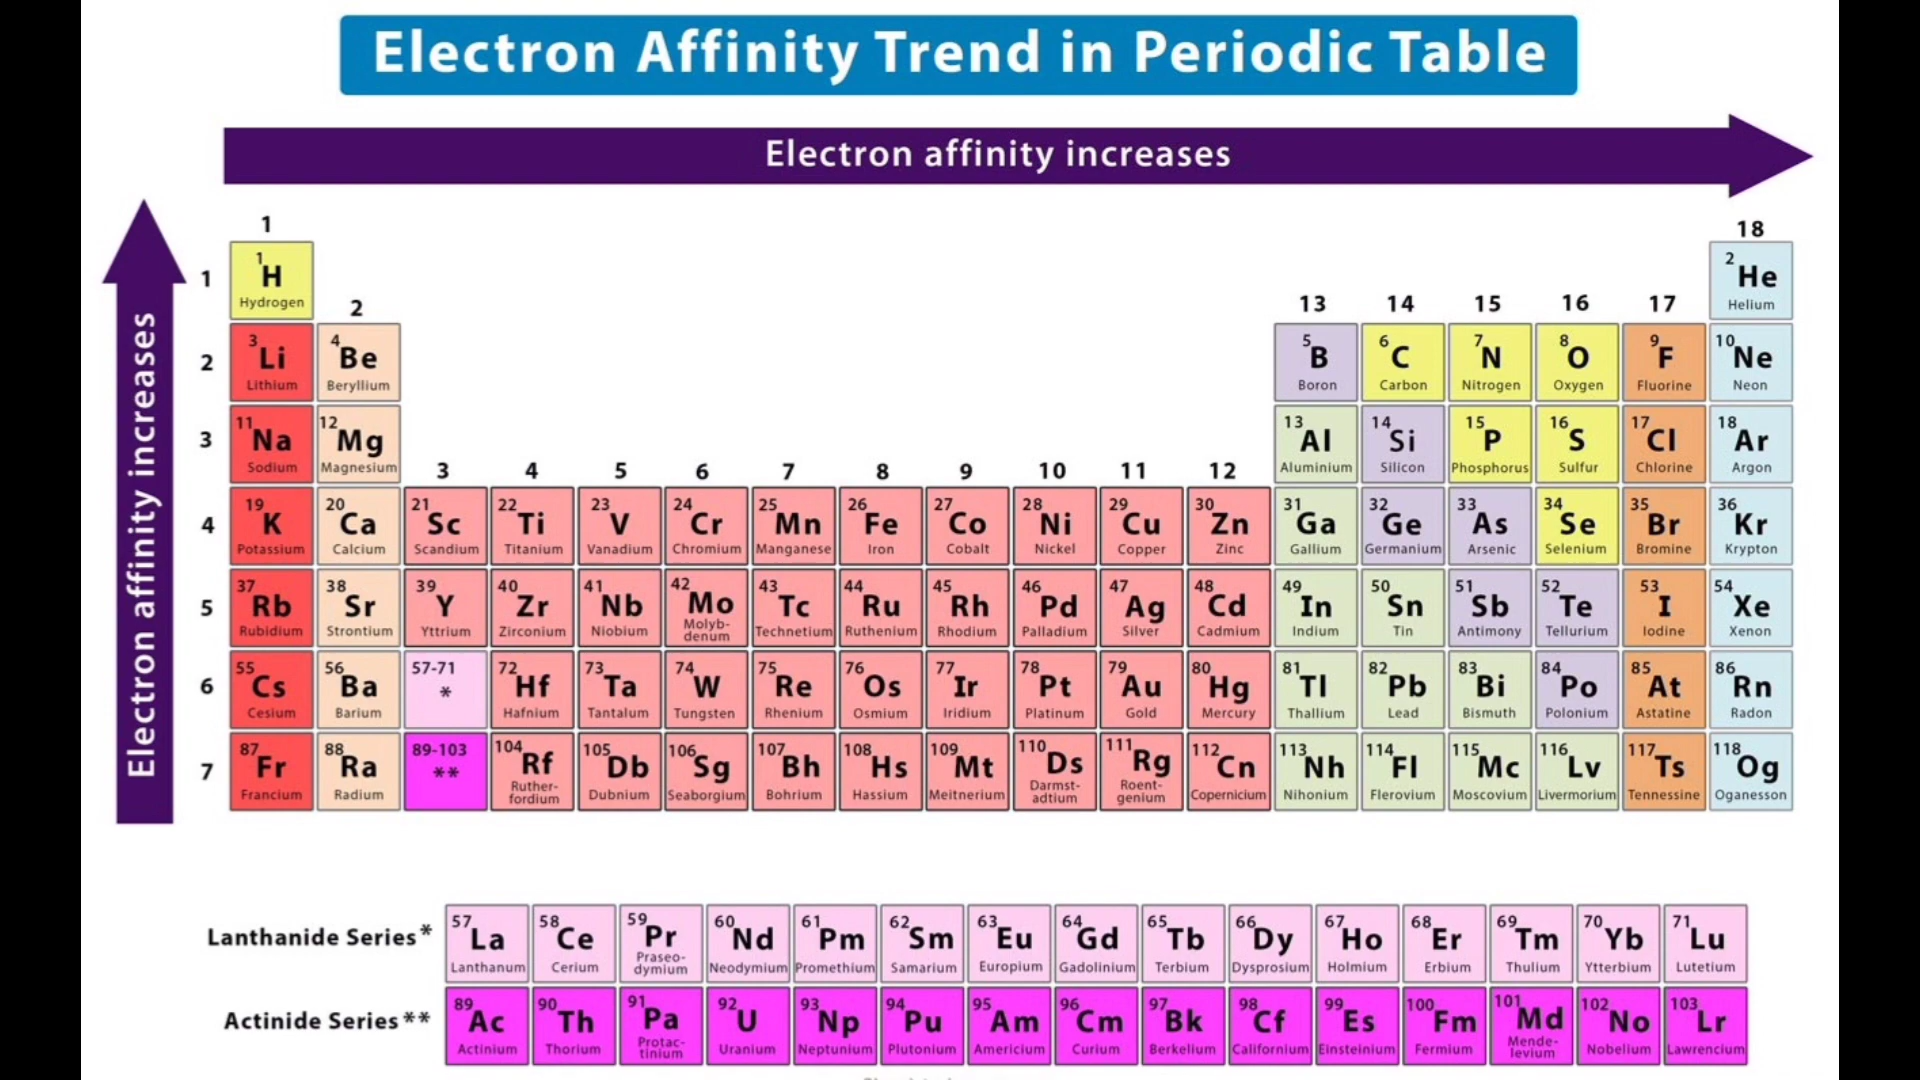 Electron Affinity Trend in Periodic Table
Electron affinity increases
Electron affinity increases
1
18
1
1
H
Hydrogen
2
He
Helium
2
13
14
15
16
17
2
3
Li
Lithium
4
Be
Beryllium
5
B
Boron
6
C
Carbon
7
N
Nitrogen
8
O
Oxygen
9
F
Fluorine
10
Ne
Neon
3
11
Na
Sodium
12
Mg
Magnesium
13
Al
Aluminium
14
Si
Silicon
15
P
Phosphorus
16
S
Sulfur
17
Cl
Chlorine
18
Ar
Argon
3
4
5
6
7
8
9
10
11
12
4
19
K
Potassium
20
Ca
Calcium
21
Sc
Scandium
22
Ti
Titanium
23
V
Vanadium
24
Cr
Chromium
25
Mn
Manganese
26
Fe
Iron
27
Co
Cobalt
28
Ni
Nickel
29
Cu
Copper
30
Zn
Zinc
31
Ga
Gallium
32
Ge
Germanium
33
As
Arsenic
34
Se
Selenium
35
Br
Bromine
36
Kr
Krypton
5
37
Rb
Rubidium
38
Sr
Strontium
39
Y
Yttrium
40
Zr
Zirconium
41
Nb
Niobium
42
Mo
Molyb-
denum
43
Tc
Technetium
44
Ru
Ruthenium
45
Rh
Rhodium
46
Pd
Palladium
47
Ag
Silver
48
Cd
Cadmium
49
In
Indium
50
Sn
Tin
51
Sb
Antimony
52
Te
Tellurium
53
I
Iodine
54
Xe
Xenon
6
55
Cs
Cesium
56
Ba
Barium
57-71
*
72
Hf
Hafnium
73
Ta
Tantalum
74
W
Tungsten
75
Re
Rhenium
76
Os
Osmium
77
Ir
Iridium
78
Pt
Platinum
79
Au
Gold
80
Hg
Mercury
81
Tl
Thallium
82
Pb
Lead
83
Bi
Bismuth
84
Po
Polonium
85
At
Astatine
86
Rn
Radon
7
87
Fr
Francium
88
Ra
Radium
89-103
**
104
Rf
Ruther-
fordium
105
Db
Dubnium
106
Sg
Seaborgium
107
Bh
Bohrium
108
Hs
Hassium
109
Mt
Meitnerium
110
Ds
Darmst-
adtium
111
Rg
Roent-
genium
112
Cn
Copernicium
113
Nh
Nihonium
114
Fl
Flerovium
115
Mc
Moscovium
116
Lv
Livermorium
117
Ts
Tennessine
118
Og
Oganesson
Lanthanide Series*
57
La
Lanthanum
58
Ce
Cerium
59
Pr
Praseo-
dymium
60
Nd
Neodymium
61
Pm
Promethium
62
Sm
Samarium
63
Eu
Europium
64
Gd
Gadolinium
65
Tb
Terbium
66
Dy
Dysprosium
67
Ho
Holmium
68
Er
Erbium
69
Tm
Thulium
70
Yb
Ytterbium
71
Lu
Lutetium
Actinide Series**
89
Ac
Actinium
90
Th
Thorium
91
Pa
Protac-
tinium
92
U
Uranium
93
Np
Neptunium
94
Pu
Plutonium
95
Am
Americium
96
Cm
Curium
97
Bk
Berkelium
98
Cf
Californium
99
Es
Einsteinium
100
Fm
Fermium
101
Md
Mende-
levium
102
No
Nobelium
103
Lr
Lawrencium